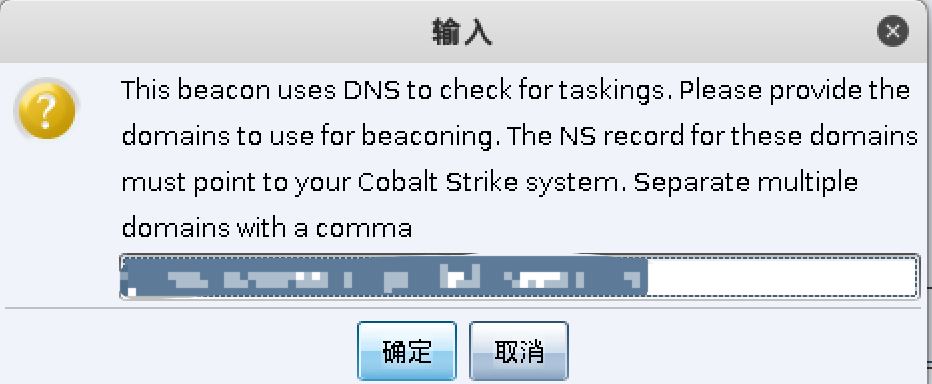 输入
This beacon uses DNS to check for taskings. Please provide the
domains to use for beaconing. The NS record for these domains
must point to your Cobalt Strike system. Separate multiple
domains with a comma
确定
取消